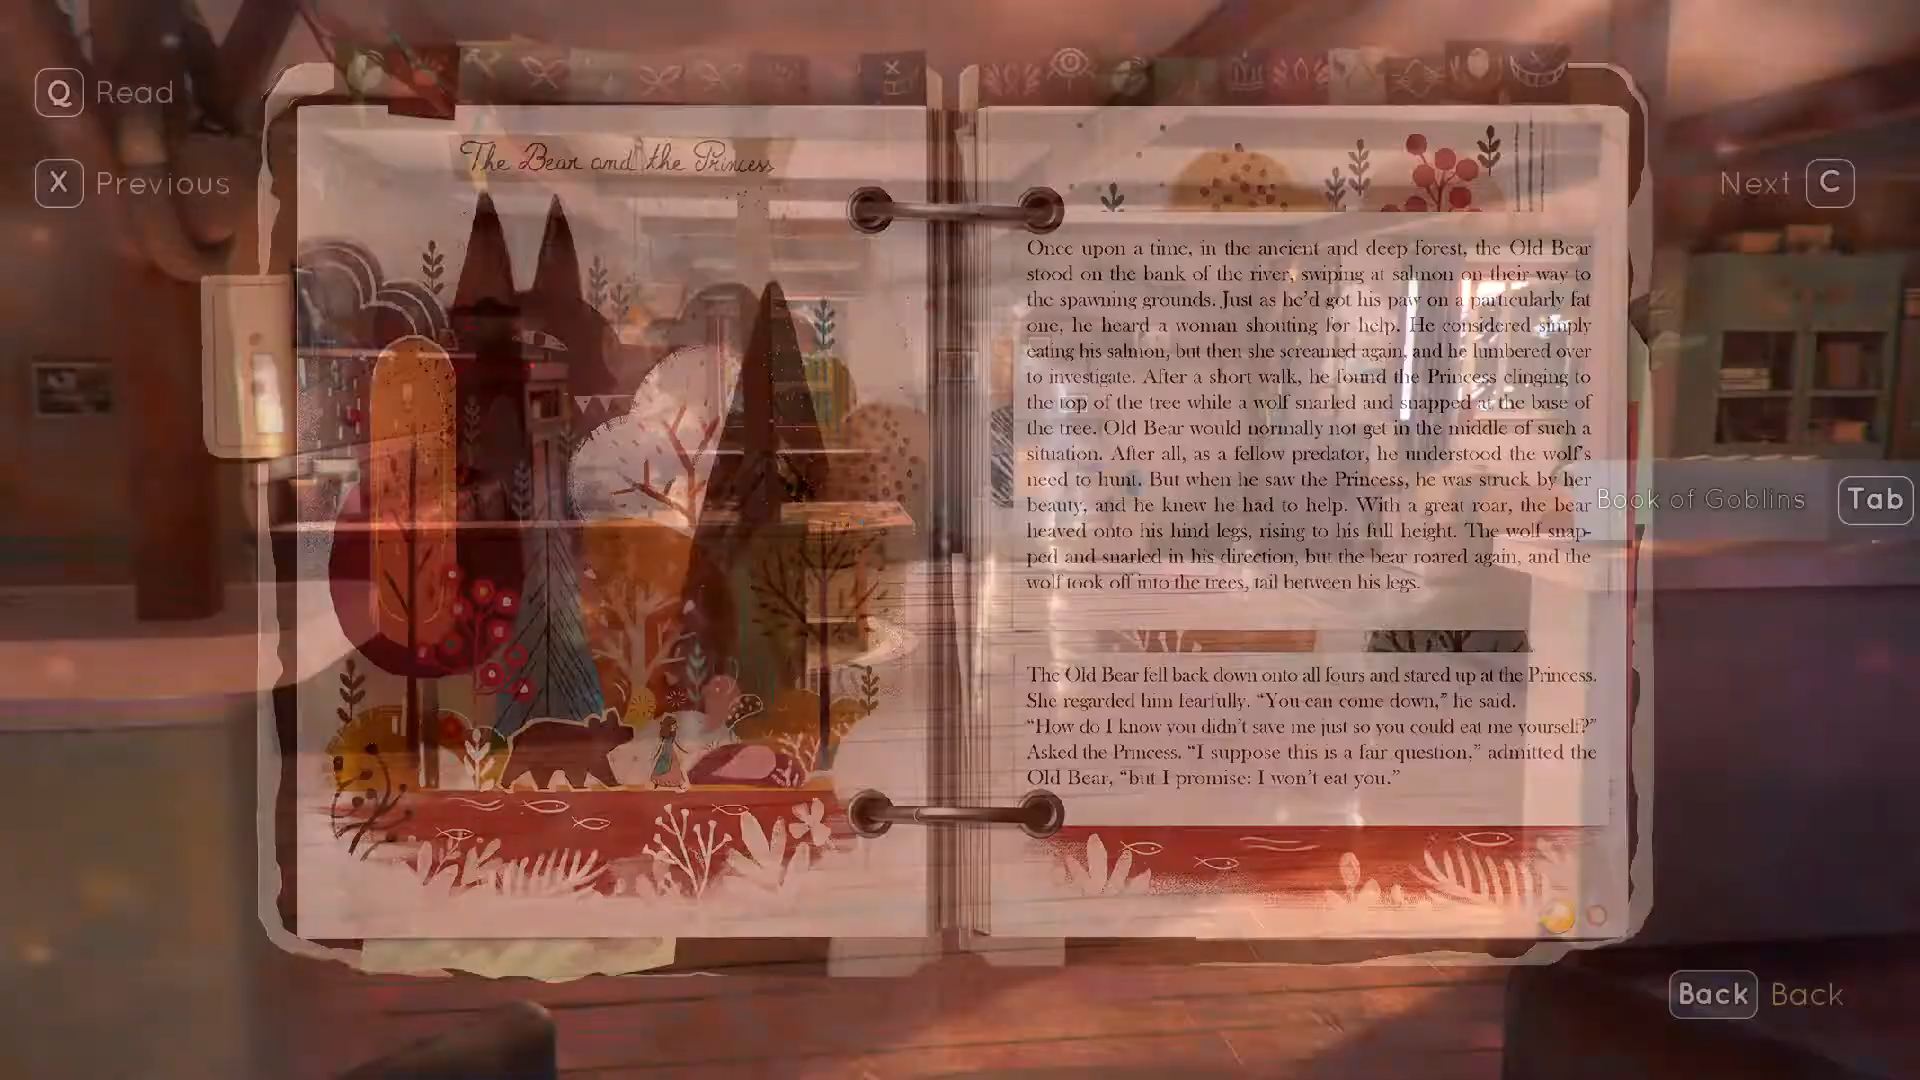 Q Read
X Previous
Next C
Book of Goblins Tab
Back Back
The Bear and the Princess
Once upon a time, in the ancient and deep forest, the Old Bear
stood on the bank of the river, swiping at salmon on their way to
the spawning grounds. Just as he'd got his paw on a particularly fat
one, he heard a woman shouting for help. He considered simply
eating his salmon, but then she screamed again, and he lumbered over
to investigate. After a short walk, he found the Princess clinging to
the top of the tree while a wolf snarled and snapped at the base of
the tree. Old Bear would normally not get in the middle of such a
situation. After all, as a fellow predator, he understood the wolf's
need to hunt. But when he saw the Princess, he was struck by her
beauty, and he knew he had to help. With a great roar, the bear
heaved onto his hind legs, rising to his full height. The wolf snap-
ped and snarled in his direction, but the bear roared again, and the
wolf took off into the trees, tail between his legs.
The Old Bear fell back down onto all fours and stared up at the Princess.
She regarded him fearfully. “You can come down,” he said.
“How do I know you didn't save me just so you could eat me yourself?”
Asked the Princess. “I suppose this is a fair question,” admitted the
Old Bear, “but I promise: I won't eat you.”